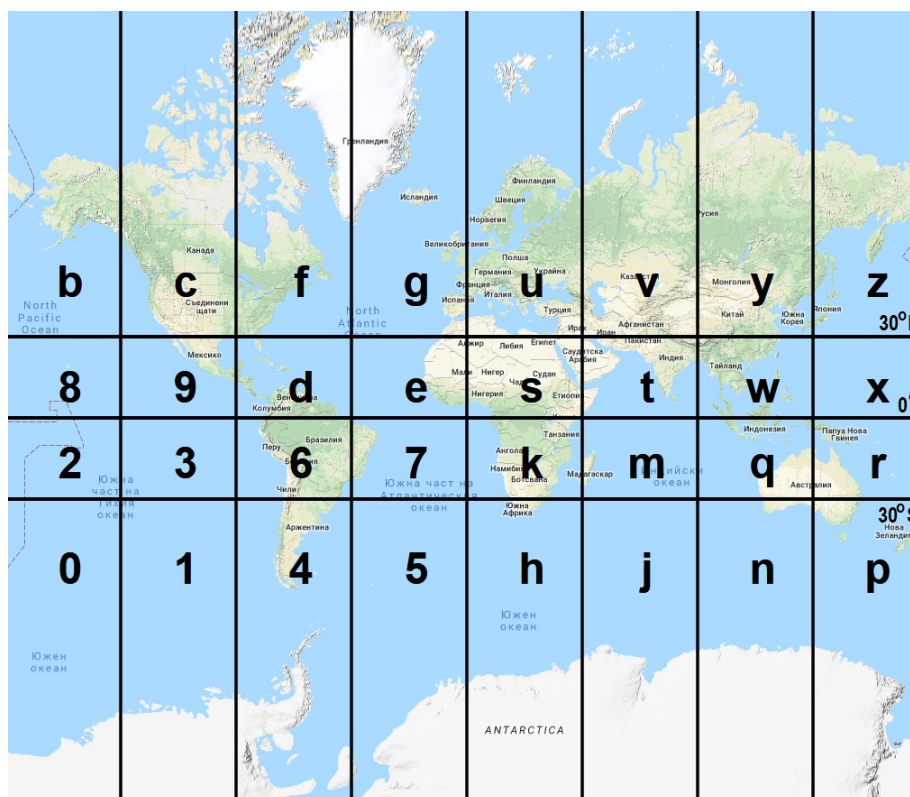 Гренландия
Исландия
Финландия
Швеция
Норвегия
Русия
Канада
Великобритания
Полша
b c f g u v y z
Германия
Украйна
Казахстан
Монголия
Франция
North
Pacific
Ocean
Съединени
щати
North
Atlantic
Испания
Италия
Турция
Китай
Южна
Корея
Япония
Ирак
Иран
Афганистан
30°
Пакистан
Мексико
Алжир
Либия
Египет
Саудитска
Арабия
Индия
Тайланд
8 9 d e s t w x
Мали
Нигер
Чад
Судан
Нигерия
Етиопия
Венецуела
Колумбия
0°
Индонезия
Папуа Нова
Гвинея
Танзания
Перу
Бразилия
2 3 6 7 k m q r
Ангола
Намибия
Ботсвана
Мадагаскар
Индийски
океан
Австралия
Южна
част на
Тихия
океан
Чили
Южна част на
Атлантическия
океан
30° S
Южна
Африка
Аржентина
Нова
Зеландия
0 1 4 5 h j n p
Южен
океан
Южен
океан
ANTARCTICA